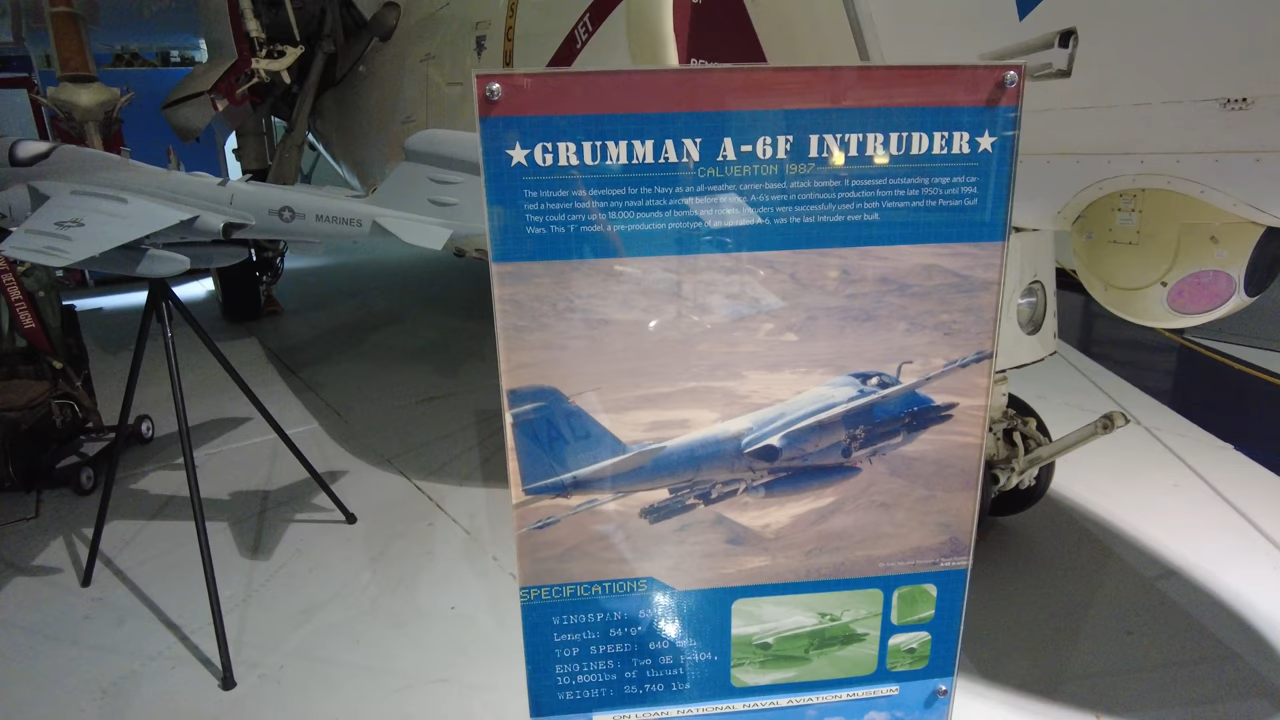 JET
★GRUMMAN A-6F INTRUDER★
CALVERTON 1987
The Intruder was developed for the Navy as an all-weather, carrier-based, attack bomber. It possessed outstanding range and car-
ried a heavier load than any naval attack aircraft before or since. A-6's were in continuous production from the late 1950's until 1994.
They could carry up to 18,000 pounds of bombs and rockets. Intruders were successfully used in both Vietnam and the Persian Gulf
Wars. This "F" model, a pre-production prototype of an uprated A-6, was the last Intruder ever built.
MARINES
BEFORE FLIGHT
SPECIFICATIONS
WINGSPAN:
Length: 54'9"
TOP SPEED: 640 mph
ENGINES: Two GE F-404,
10,800lbs of thrust
WEIGHT: 25,740 lbs
ON LOAN: NATIONAL NAVAL AVIATION MUSEUM